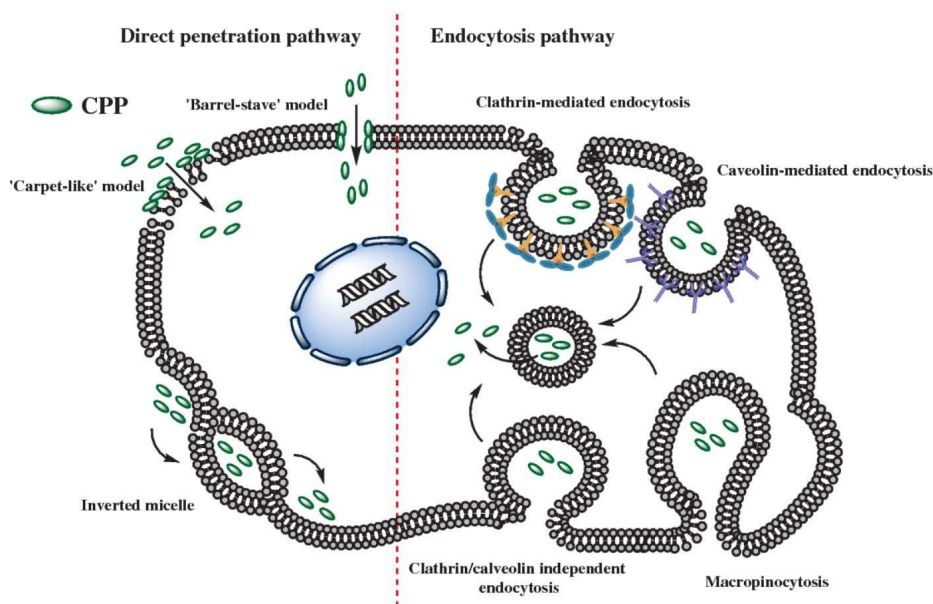 Direct penetration pathway
Endocytosis pathway
CPP
'Barrel-stave' model
Clathrin-mediated endocytosis
'Carpet-like' model
Caveolin-mediated endocytosis
Inverted micelle
Clathrin/calveolin independent
endocytosis
Macropinocytosis